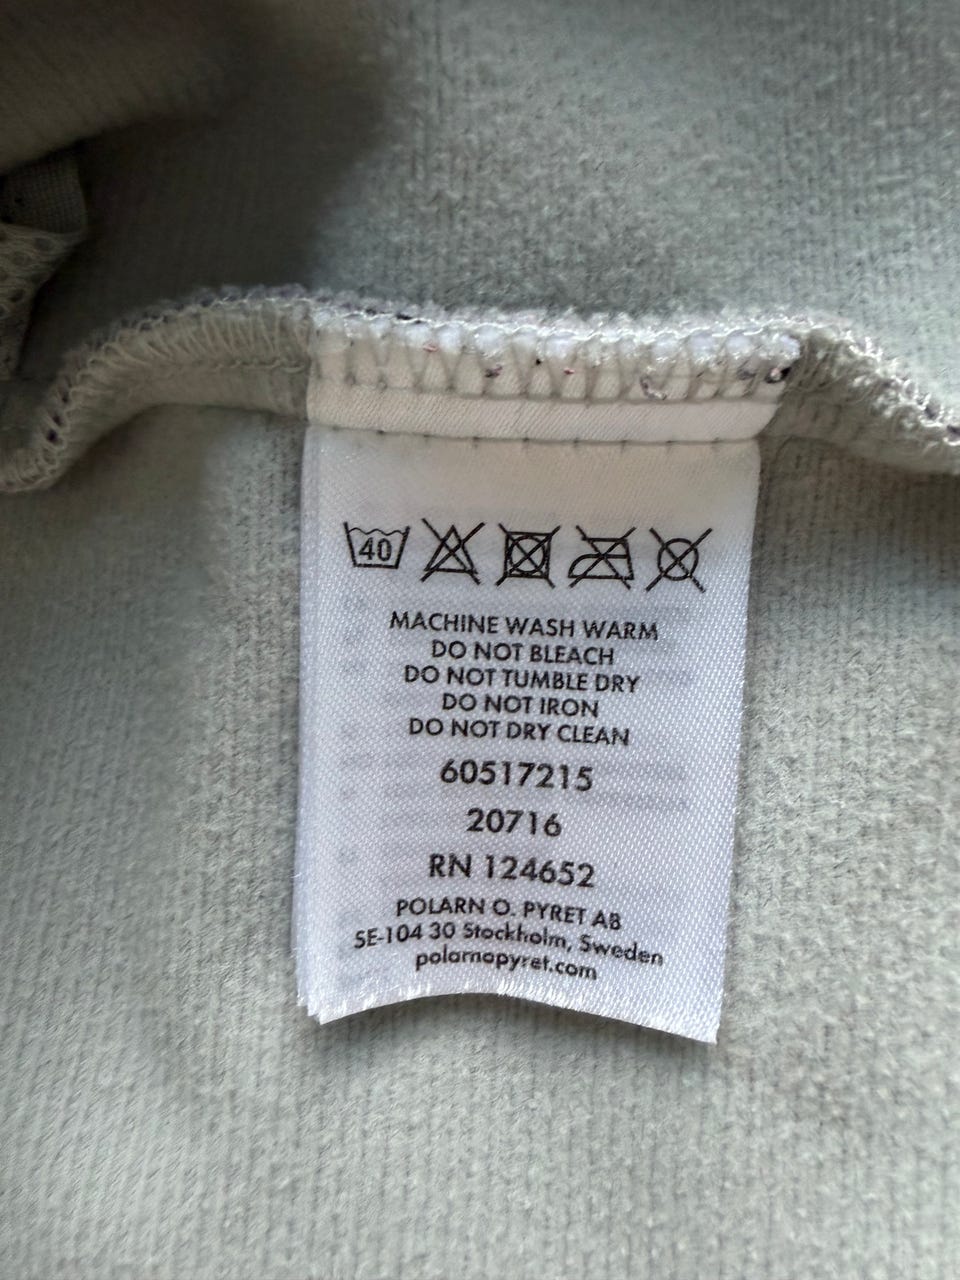 40
MACHINE WASH WARM
DO NOT BLEACH
DO NOT TUMBLE DRY
DO NOT IRON
DO NOT DRY CLEAN
60517215
20716
RN 124652
POLARN O. PYRET AB
SE-104 30 Stockholm, Sweden
polarnopyret.com